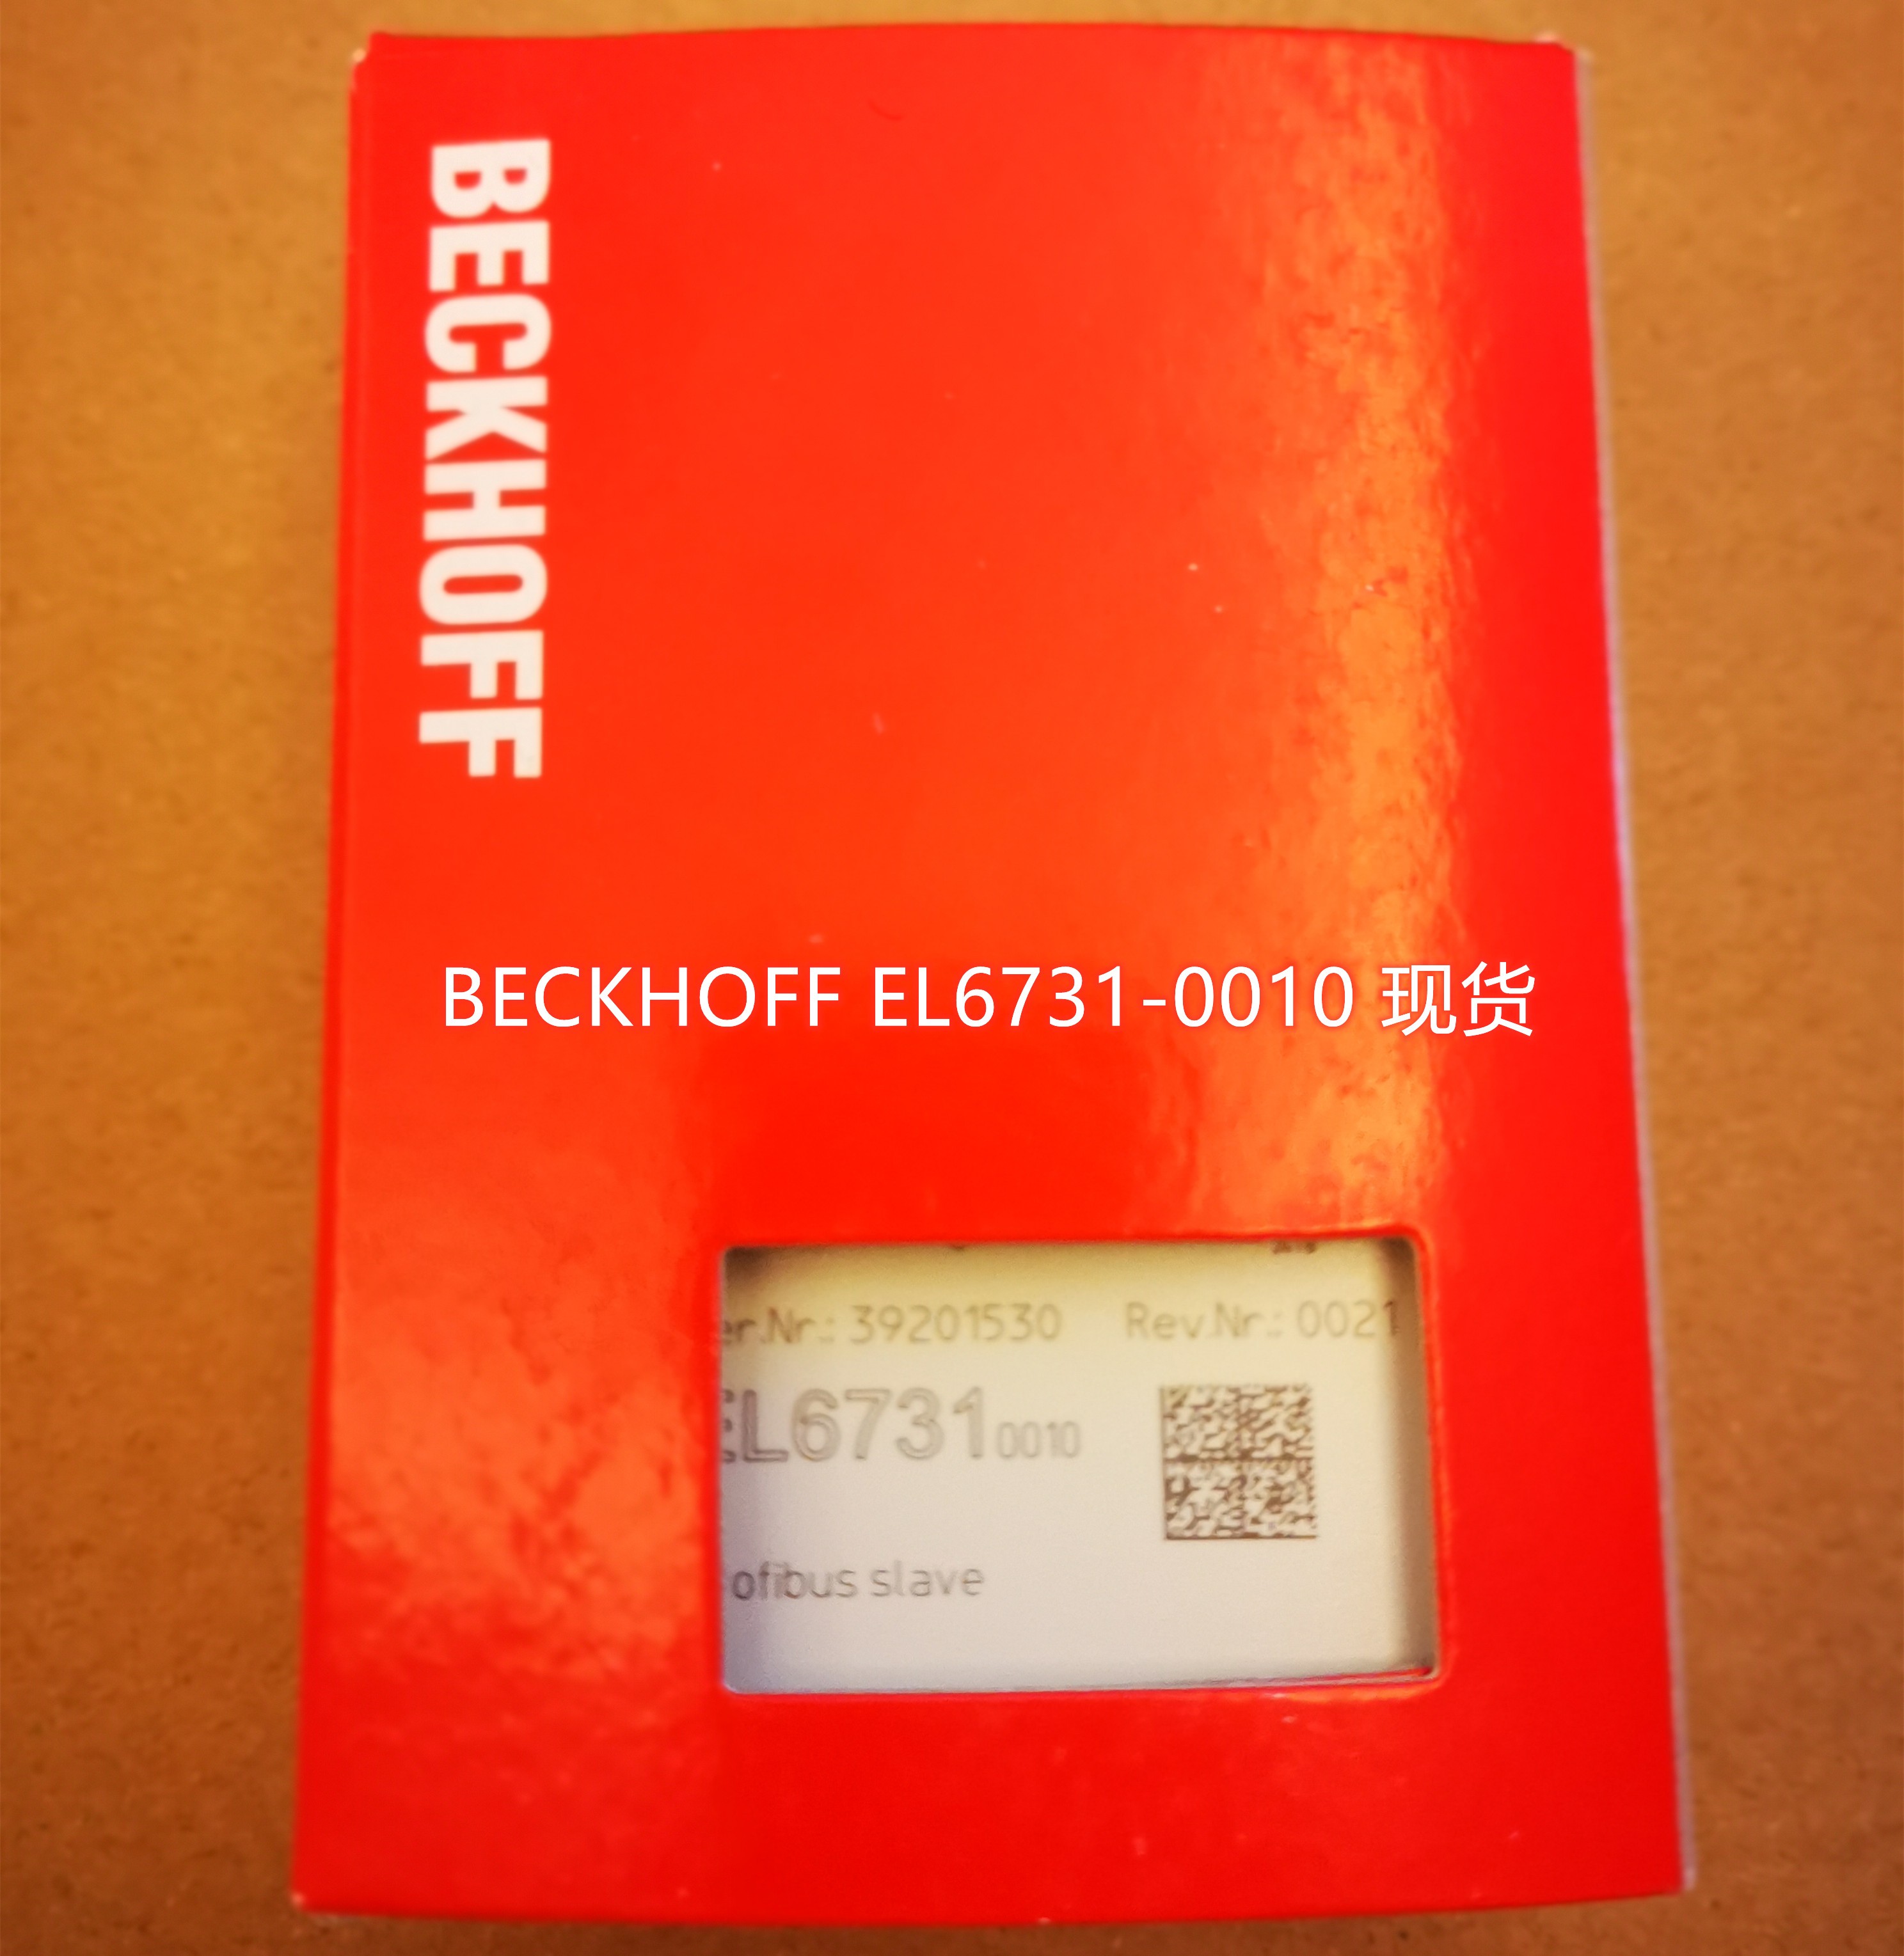 BECKHOFF
BECKHOFF EL6731-0010 现货
er.Nr.: 39201530 Rev.Nr.: 0021
EL6731 0010
ofibus slave